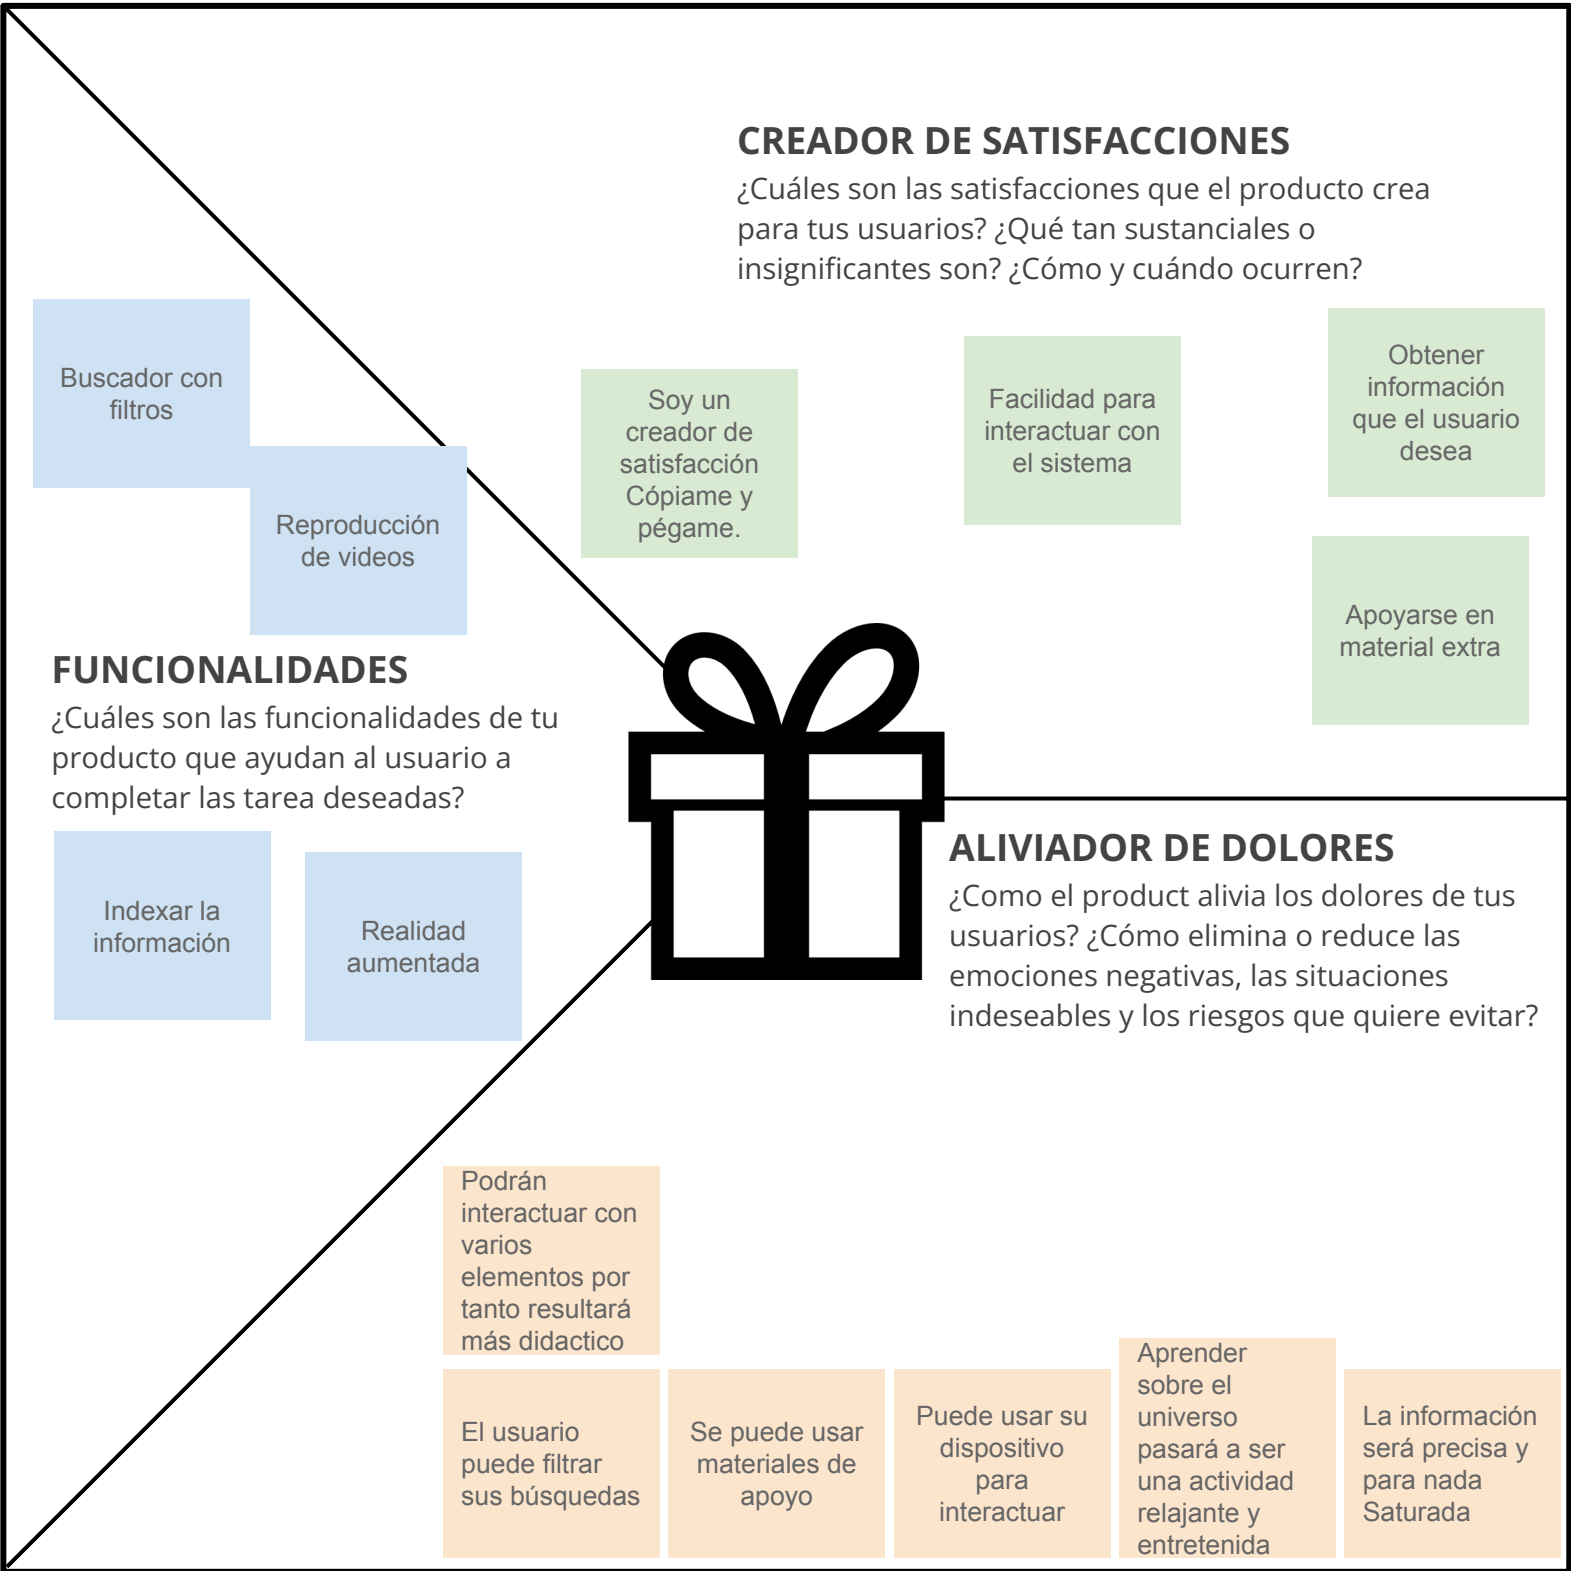 CREADOR DE SATISFACCIONES
¿Cuáles son las satisfacciones que el producto crea
para tus usuarios? ¿Qué tan sustanciales o
insignificantes son? ¿Cómo y cuándo ocurren?
Buscador con
filtros
Reproducción
de videos
Soy un
creador de
satisfacción
Cópiame y
pégame.
Facilidad para
interactuar con
el sistema
Obtener
información
que el usuario
desea
Apoyarse en
material extra
FUNCIONALIDADES
¿Cuáles son las funcionalidades de tu
producto que ayudan al usuario a
completar las tarea deseadas?
Indexar la
información
Realidad
aumentada
ALIVIADOR DE DOLORES
¿Como el product alivia los dolores de tus
usuarios? ¿Cómo elimina o reduce las
emociones negativas, las situaciones
indeseables y los riesgos que quiere evitar?
Podrán
interactuar con
varios
elementos por
tanto resultará
más didactico
El usuario
puede filtrar
sus búsquedas
Se puede usar
materiales de
apoyo
Puede usar su
dispositivo
para
interactuar
Aprender
sobre el
universo
pasará a ser
una actividad
relajante y
entretenida
La información
será precisa y
para nada
Saturada